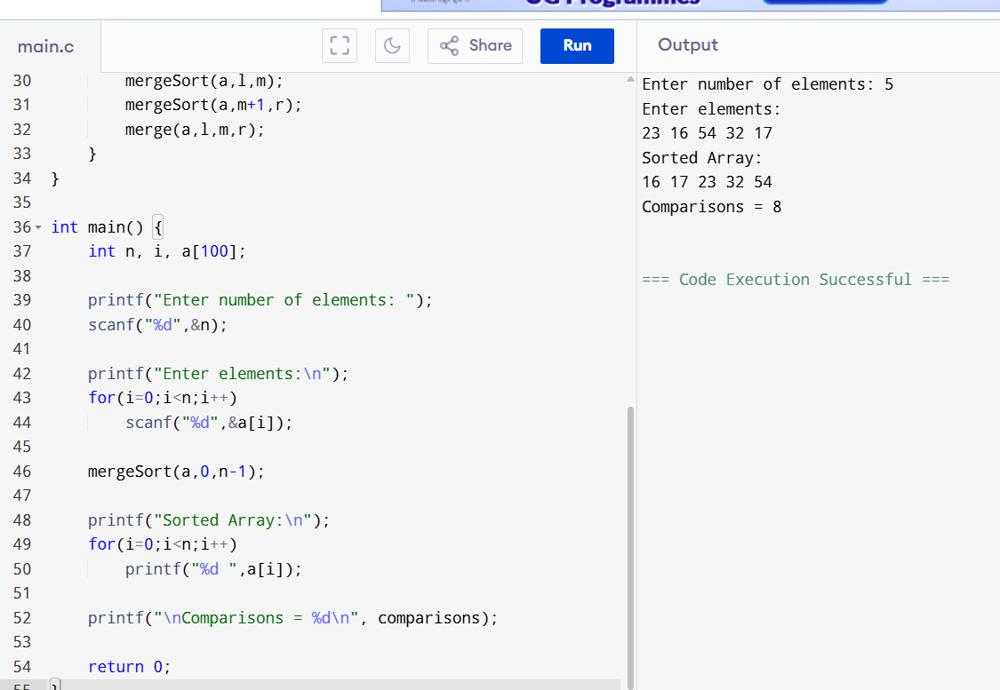 UG Programmes
main.c
Share
Run
Output
30 mergeSort(a,l,m);
31 mergeSort(a,m+1,r);
32 merge(a,l,m,r);
33 }
34 }
35
36 int main() {
37 int n, i, a[100];
38
39 printf("Enter number of elements: ");
40 scanf("%d",&n);
41
42 printf("Enter elements:\n");
43 for(i=0;i<n;i++)
44 scanf("%d",&a[i]);
45
46 mergeSort(a,0,n-1);
47
48 printf("Sorted Array:\n");
49 for(i=0;i<n;i++)
50 printf("%d ",a[i]);
51
52 printf("\nComparisons = %d\n", comparisons);
53
54 return 0;
55 }
Enter number of elements: 5
Enter elements:
23 16 54 32 17
Sorted Array:
16 17 23 32 54
Comparisons = 8
=== Code Execution Successful ===